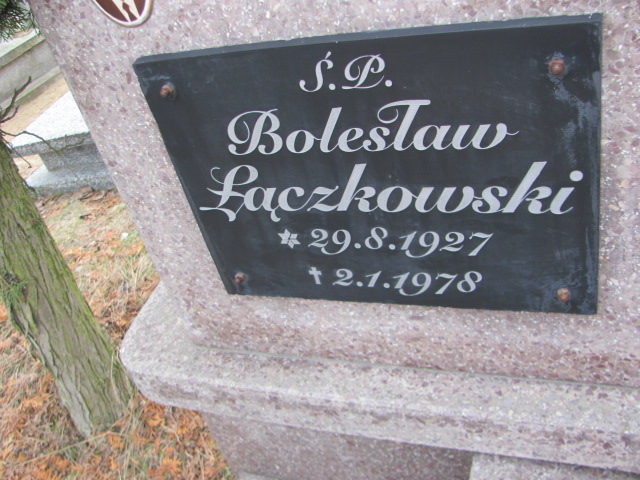 Ś.P.
Bolesław
Łączkowski
* 29.8.1927
† 2.1.1978